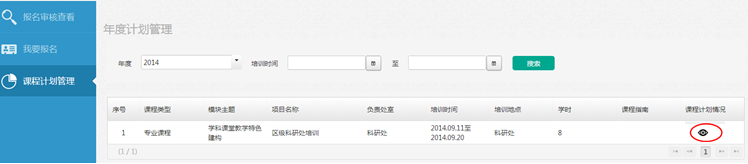 报名审核查看
我要报名
课程计划管理
年度计划管理
年度 2014 培训时间 至 搜索
序号 课程类型 模块主题 项目名称 负责处室 培训时间 培训地点 学时 课程指南 课程计划情况
1 专业课程 学科课堂教学特色建构 区级科研处培训 科研处 2014.09.11至2014.09.20 科研处 8
(1 / 1) 1